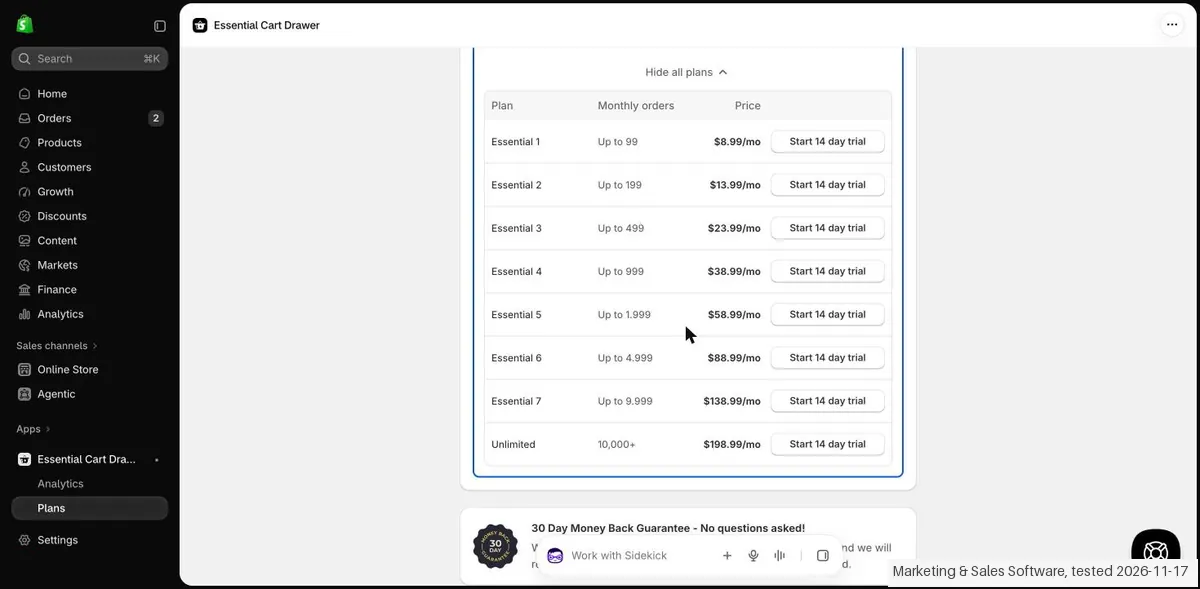 Essential Cart Drawer
Search ⌘K
Home
Orders 2
Products
Customers
Growth
Discounts
Content
Markets
Finance
Analytics
Sales channels
Online Store
Agentic
Apps
Essential Cart Dra...
Analytics
Plans
Settings
Hide all plans
Plan Monthly orders Price
Essential 1 Up to 99 $8.99/mo Start 14 day trial
Essential 2 Up to 199 $13.99/mo Start 14 day trial
Essential 3 Up to 499 $23.99/mo Start 14 day trial
Essential 4 Up to 999 $38.99/mo Start 14 day trial
Essential 5 Up to 1.999 $58.99/mo Start 14 day trial
Essential 6 Up to 4.999 $88.99/mo Start 14 day trial
Essential 7 Up to 9.999 $138.99/mo Start 14 day trial
Unlimited 10,000+ $198.99/mo Start 14 day trial
MONEY BACK
30
DAY
GUARANTEE
30 Day Money Back Guarantee - No questions asked!
we will
Work with Sidekick
Marketing & Sales Software, tested 2026-11-17